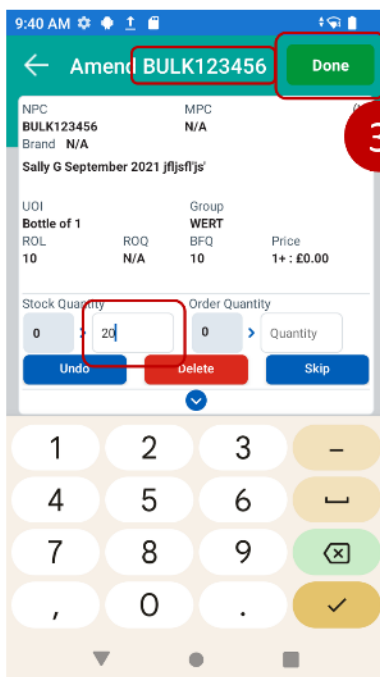 9:40 AM
Amend BULK123456 Done
NPC MPC
BULK123456 N/A
Brand N/A
3
Sally G September 2021 jfljsfl'js'
UOI Group
Bottle of 1 WERT
ROL ROQ BFQ Price
10 N/A 10 1+ : £0.00
Stock Quantity Order Quantity
0 > 20 0 > Quantity
Undo Delete Skip
1 2 3 –
4 5 6
7 8 9
, 0 .